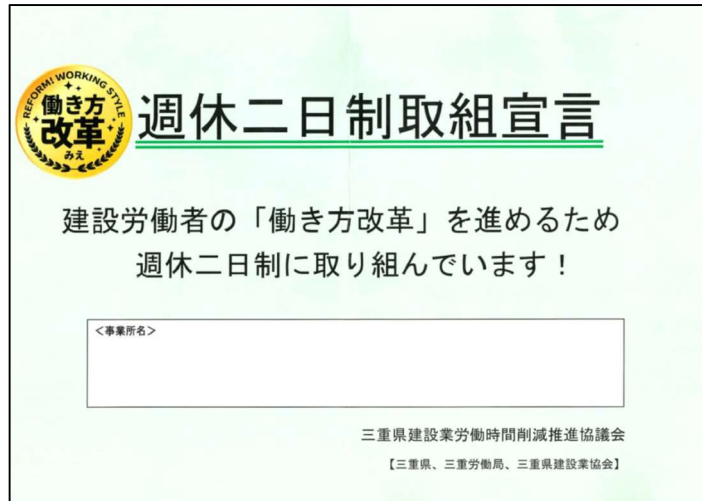 REFORM! WORKING STYLE
働き方
改革
みえ
週休二日制取組宣言
建設労働者の「働き方改革」を進めるため
週休二日制に取り組んでいます！
＜事業所名＞
三重県建設業労働時間削減推進協議会
【三重県、三重労働局、三重県建設業協会】